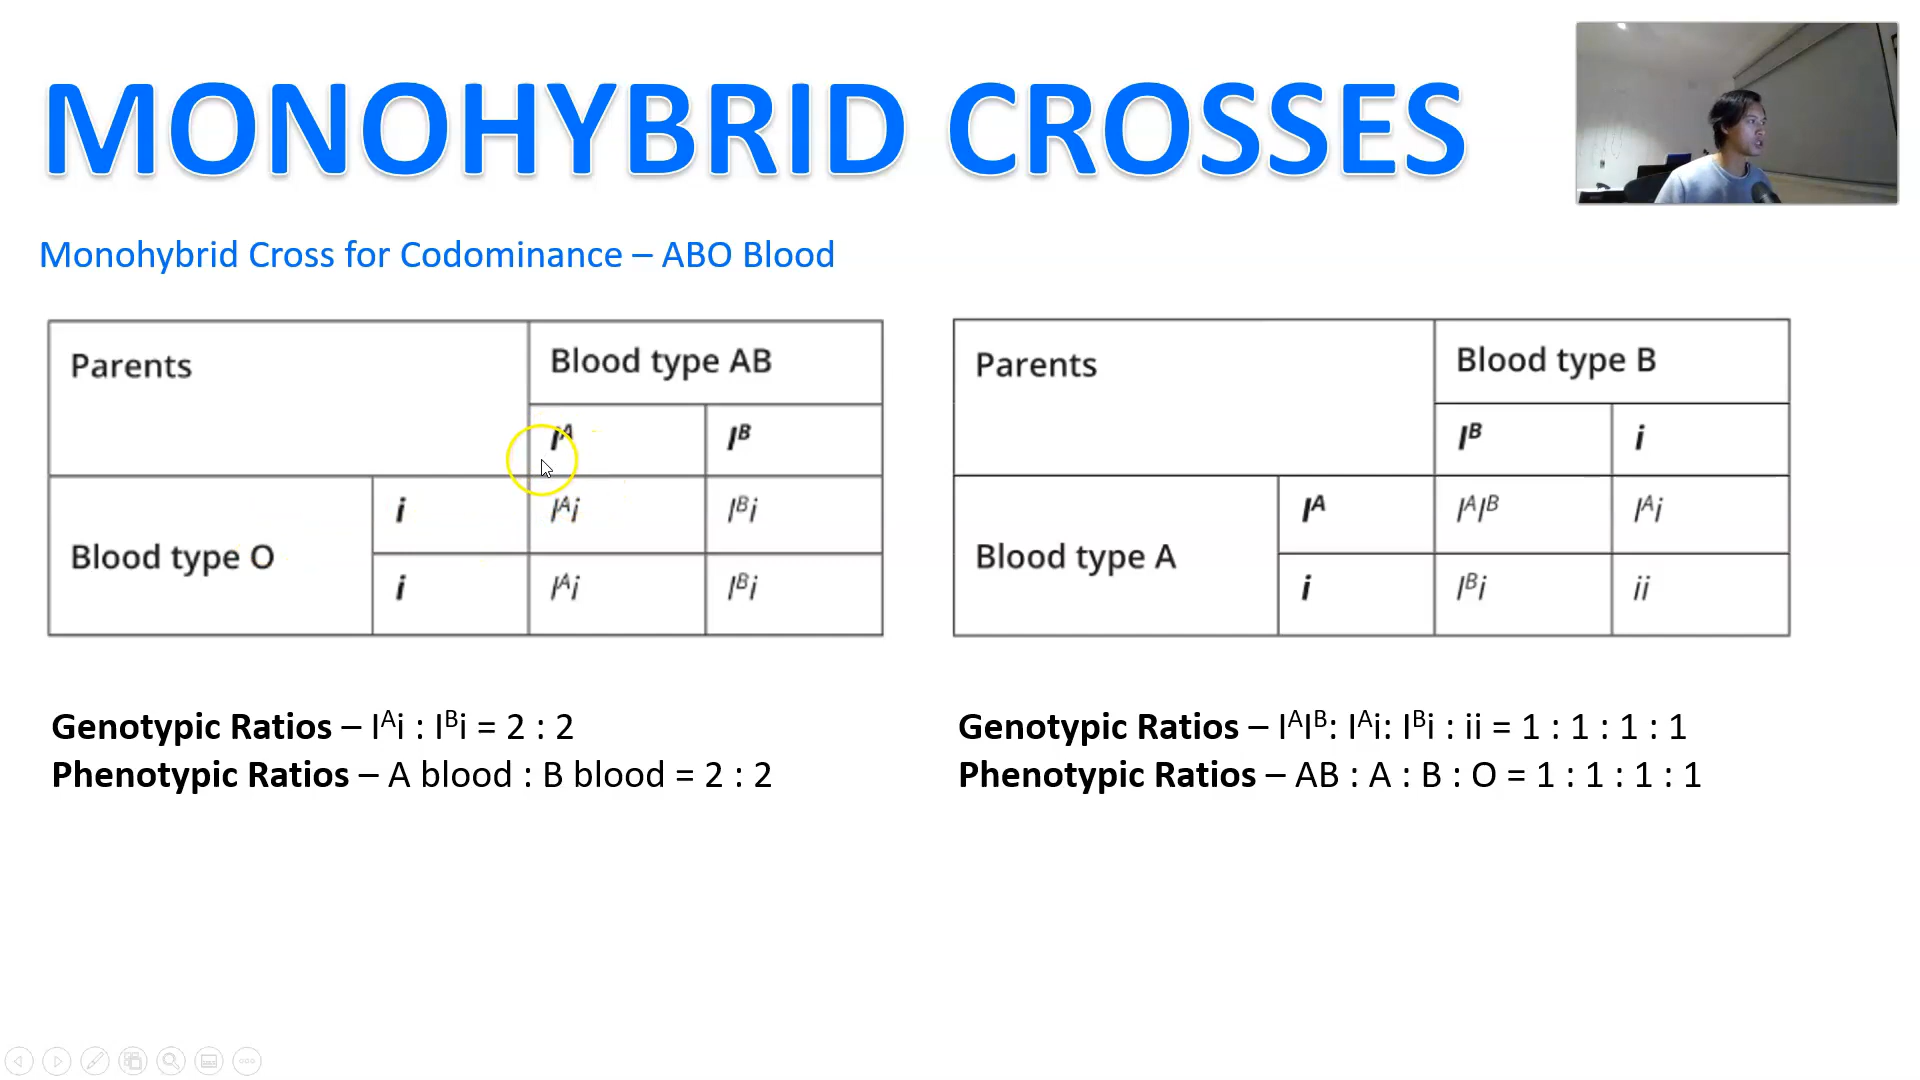 MONOHYBRID CROSSES
Monohybrid Cross for Codominance – ABO Blood
Parents Blood type AB
Iᴬ Iᴮ
i Iᴬi Iᴮi
Blood type O
i Iᴬi Iᴮi
Parents Blood type B
Iᴮ i
Iᴬ IᴬIᴮ Iᴬi
Blood type A
i Iᴮi ii
Genotypic Ratios – Iᴬi : Iᴮi = 2 : 2
Phenotypic Ratios – A blood : B blood = 2 : 2
Genotypic Ratios – IᴬIᴮ: Iᴬi: Iᴮi : ii = 1 : 1 : 1 : 1
Phenotypic Ratios – AB : A : B : O = 1 : 1 : 1 : 1